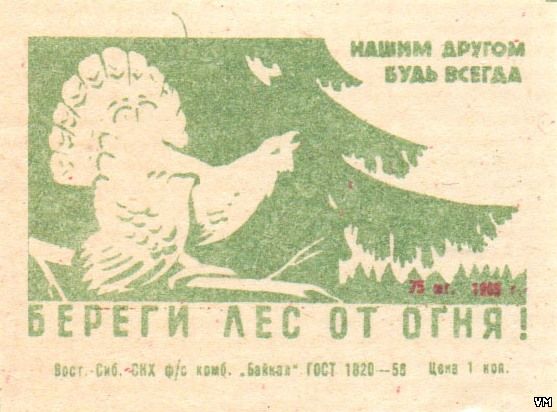 НАШИМ ДРУГОМ
БУДЬ ВСЕГДА
75 шт. 1965 г.
БЕРЕГИ ЛЕС ОТ ОГНЯ!
Вост.-Сиб. СНХ ф/с комб. „Байкал" ГОСТ 1820—56 Цена 1 коп.
VM